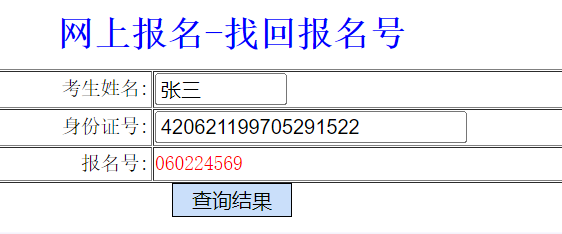 网上报名-找回报名号
考生姓名: 张三
身份证号: 420621199705291522
报名号: 060224569
查询结果